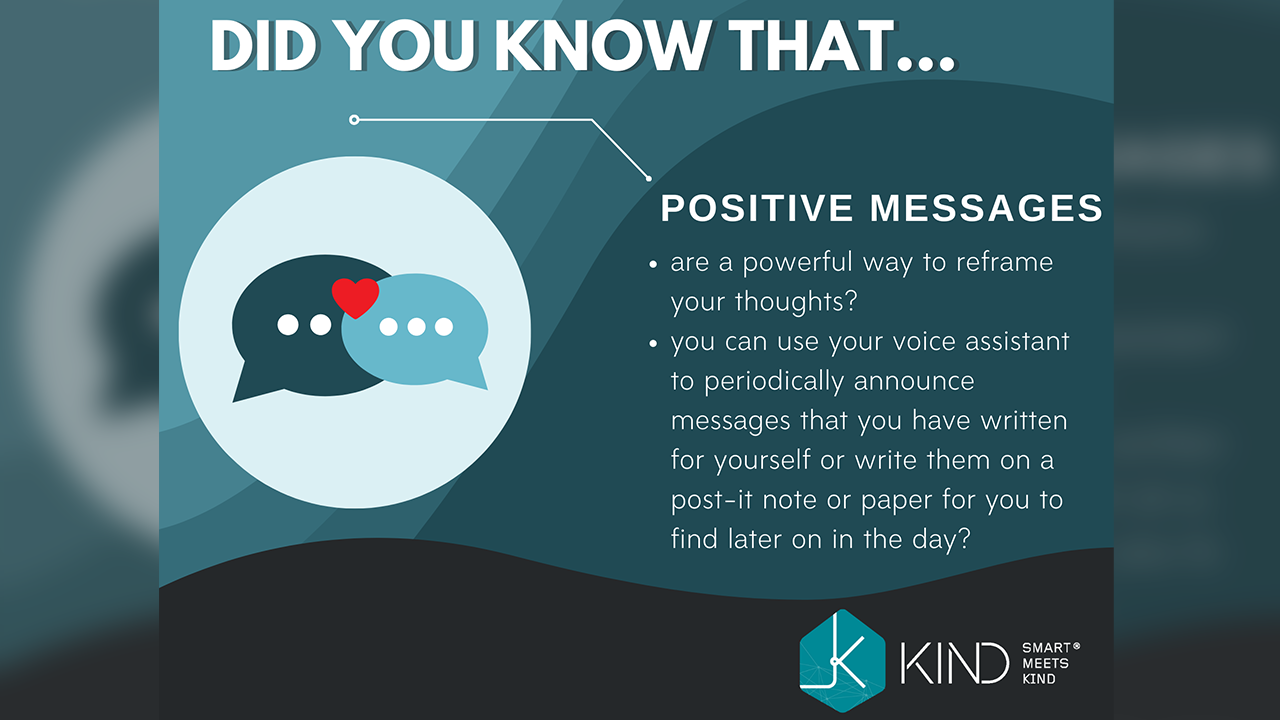 DID YOU KNOW THAT...
POSITIVE MESSAGES
• are a powerful way to reframe
your thoughts?
• you can use your voice assistant
to periodically announce
messages that you have written
for yourself or write them on a
post-it note or paper for you to
find later on in the day?
K
KIND
SMART®
MEETS
KIND